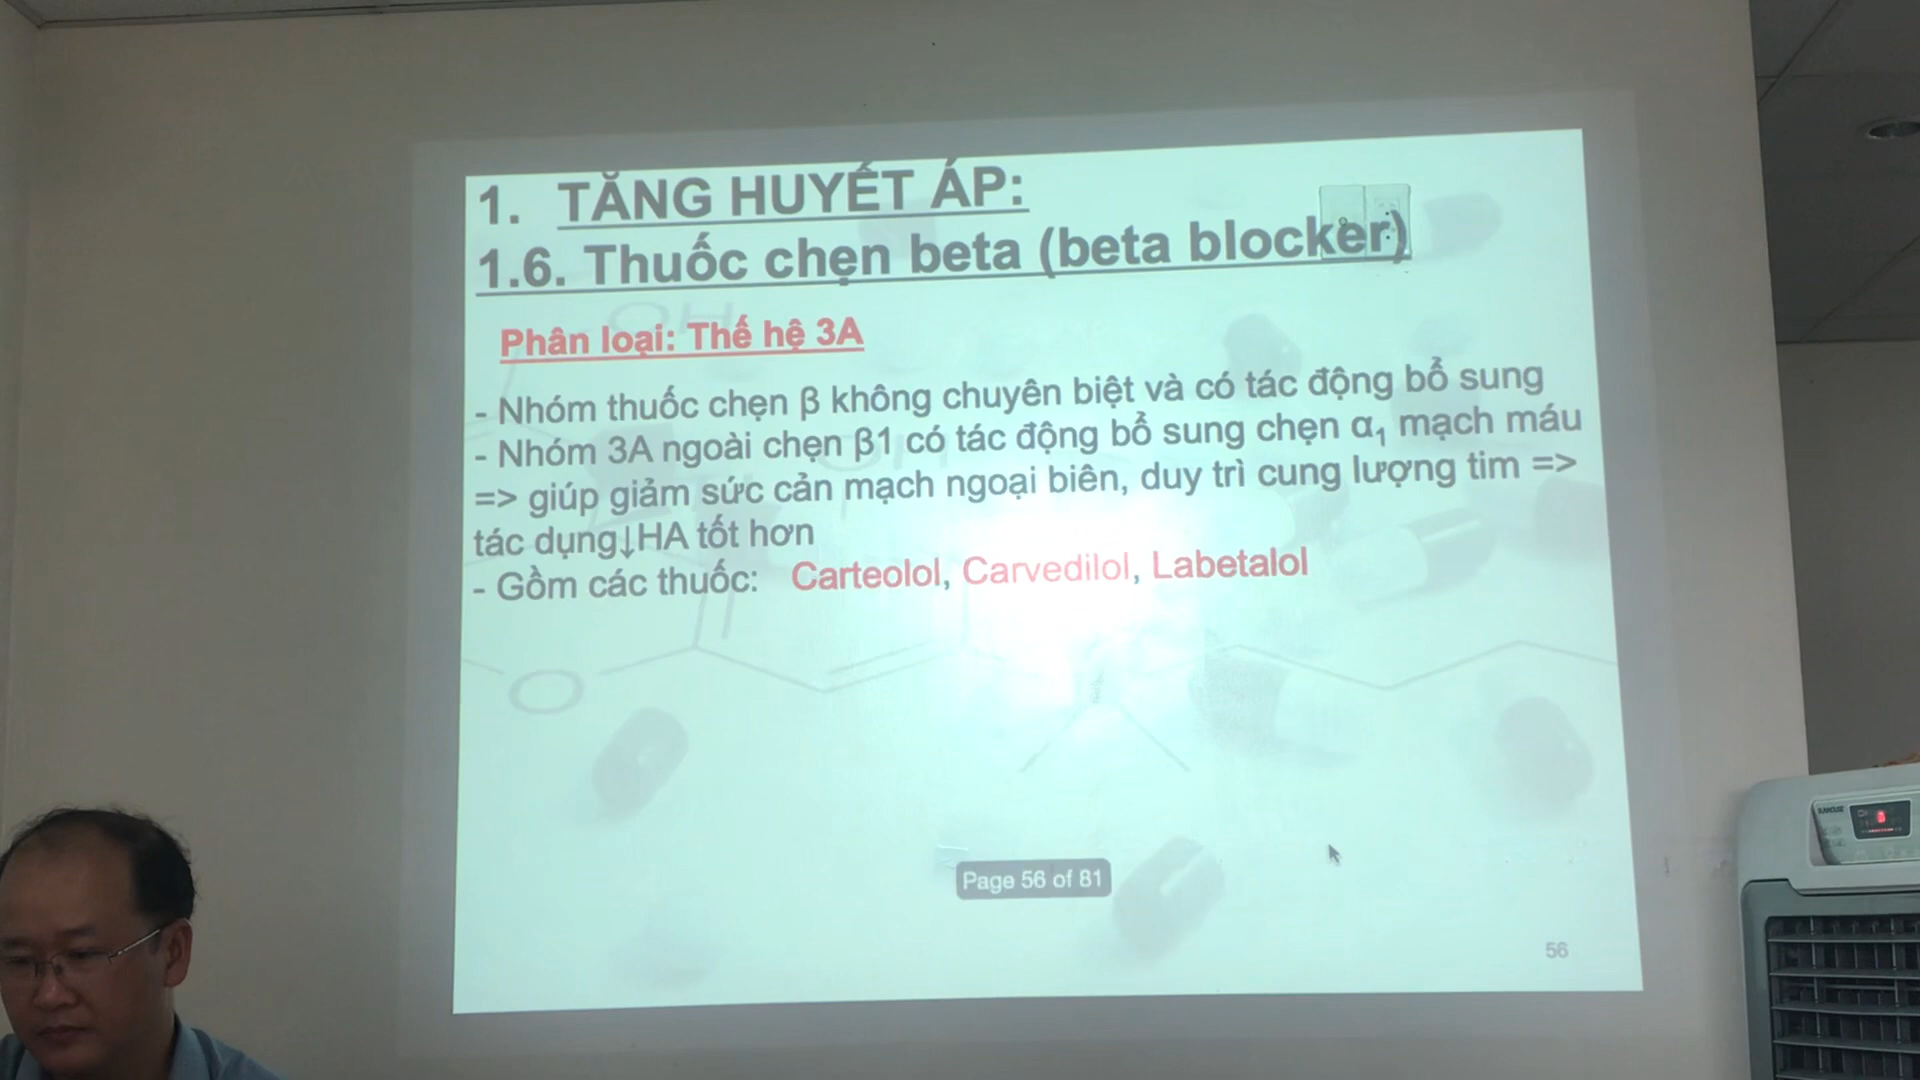 1. TĂNG HUYẾT ÁP:
1.6. Thuốc chẹn beta (beta blocker)
Phân loại: Thế hệ 3A
- Nhóm thuốc chẹn β không chuyên biệt và có tác động bổ sung
- Nhóm 3A ngoài chẹn β1 có tác động bổ sung chẹn α₁ mạch máu
=> giúp giảm sức cản mạch ngoại biên, duy trì cung lượng tim =>
tác dụng↓HA tốt hơn
- Gồm các thuốc: Carteolol, Carvedilol, Labetalol
OH
OH
O
Page 56 of 81
56
SUNHOUSE